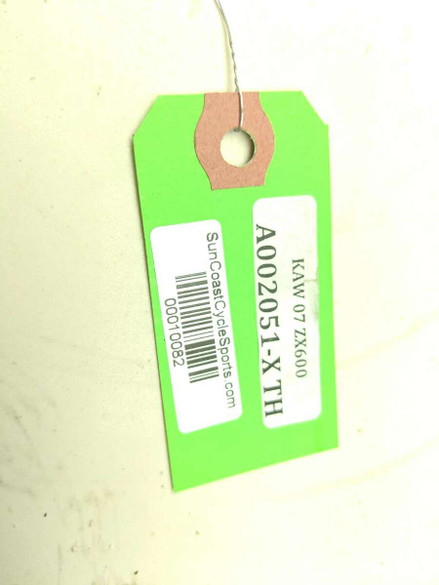 KAW 07 ZX600
A002051-X TH
SunCoastCycleSports.com
00010082